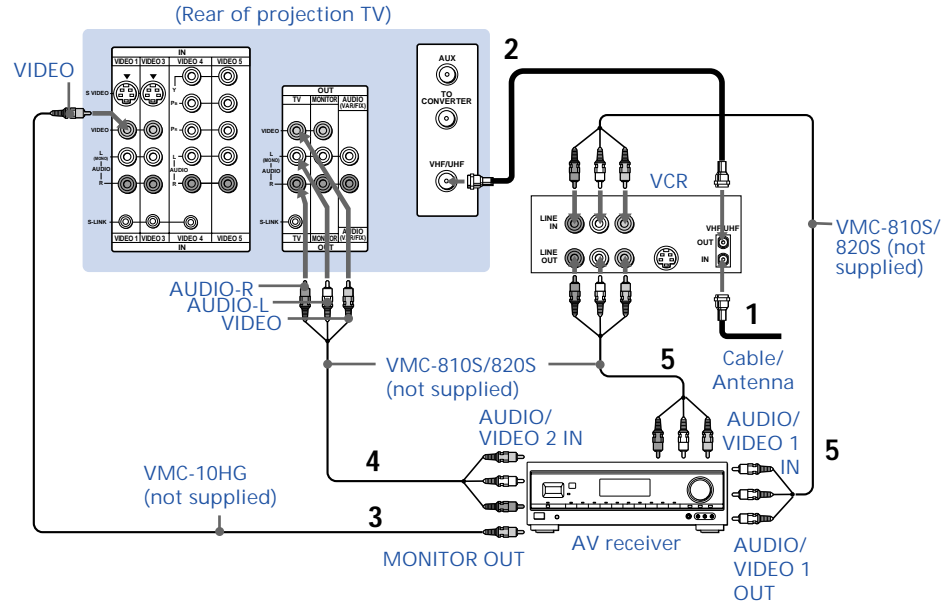 (Rear of projection TV)
VIDEO
IN
VIDEO 1 VIDEO 3 VIDEO 4 VIDEO 5
S VIDEO
VIDEO
L
(MONO)
AUDIO
R
Y
PB
PR
L
AUDIO
R
S-LINK
VIDEO 1 VIDEO 3 VIDEO 4 VIDEO 5
IN
OUT
TV MONITOR AUDIO
(VAR/FIX)
VIDEO
L
(MONO)
AUDIO
R
S-LINK
TV MONITOR AUDIO
(VAR/FIX)
OUT
AUX
TO
CONVERTER
VHF/UHF
2
VCR
LINE
IN
LINE
OUT
VHF/UHF
OUT
IN
VMC-810S/
820S (not
supplied)
1
Cable/
Antenna
AUDIO-R
AUDIO-L
VIDEO
VMC-810S/820S
(not supplied)
5
AUDIO/
VIDEO 2 IN
AUDIO/
VIDEO 1
IN
5
4
VMC-10HG
(not supplied)
3
MONITOR OUT
AV receiver
AUDIO/
VIDEO 1
OUT